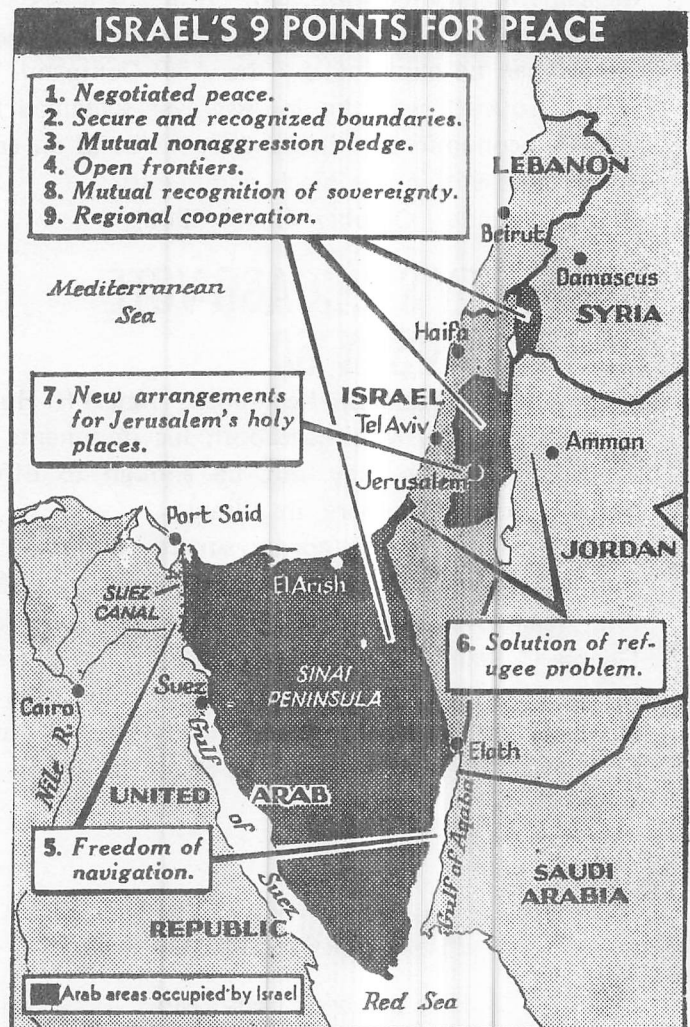 ISRAEL'S 9 POINTS FOR PEACE
1. Negotiated peace.
2. Secure and recognized boundaries.
3. Mutual nonaggression pledge.
4. Open frontiers.
8. Mutual recognition of sovereignty.
9. Regional cooperation.
LEBANON
Beirut
Damascus
SYRIA
Mediterranean
Sea
Haifa
7. New arrangements
for Jerusalem's holy
places.
ISRAEL
Tel Aviv
Amman
Jerusalem
Port Said
JORDAN
El Arish
SUEZ
CANAL
6. Solution of ref-
ugee problem.
SINAI
PENINSULA
Suez
Cairo
Nile R.
Elath
UNITED ARAB
REPUBLIC
Gulf of Suez
Gulf of Aqaba
5. Freedom of
navigation.
SAUDI
ARABIA
Arab areas occupied by Israel
Red Sea